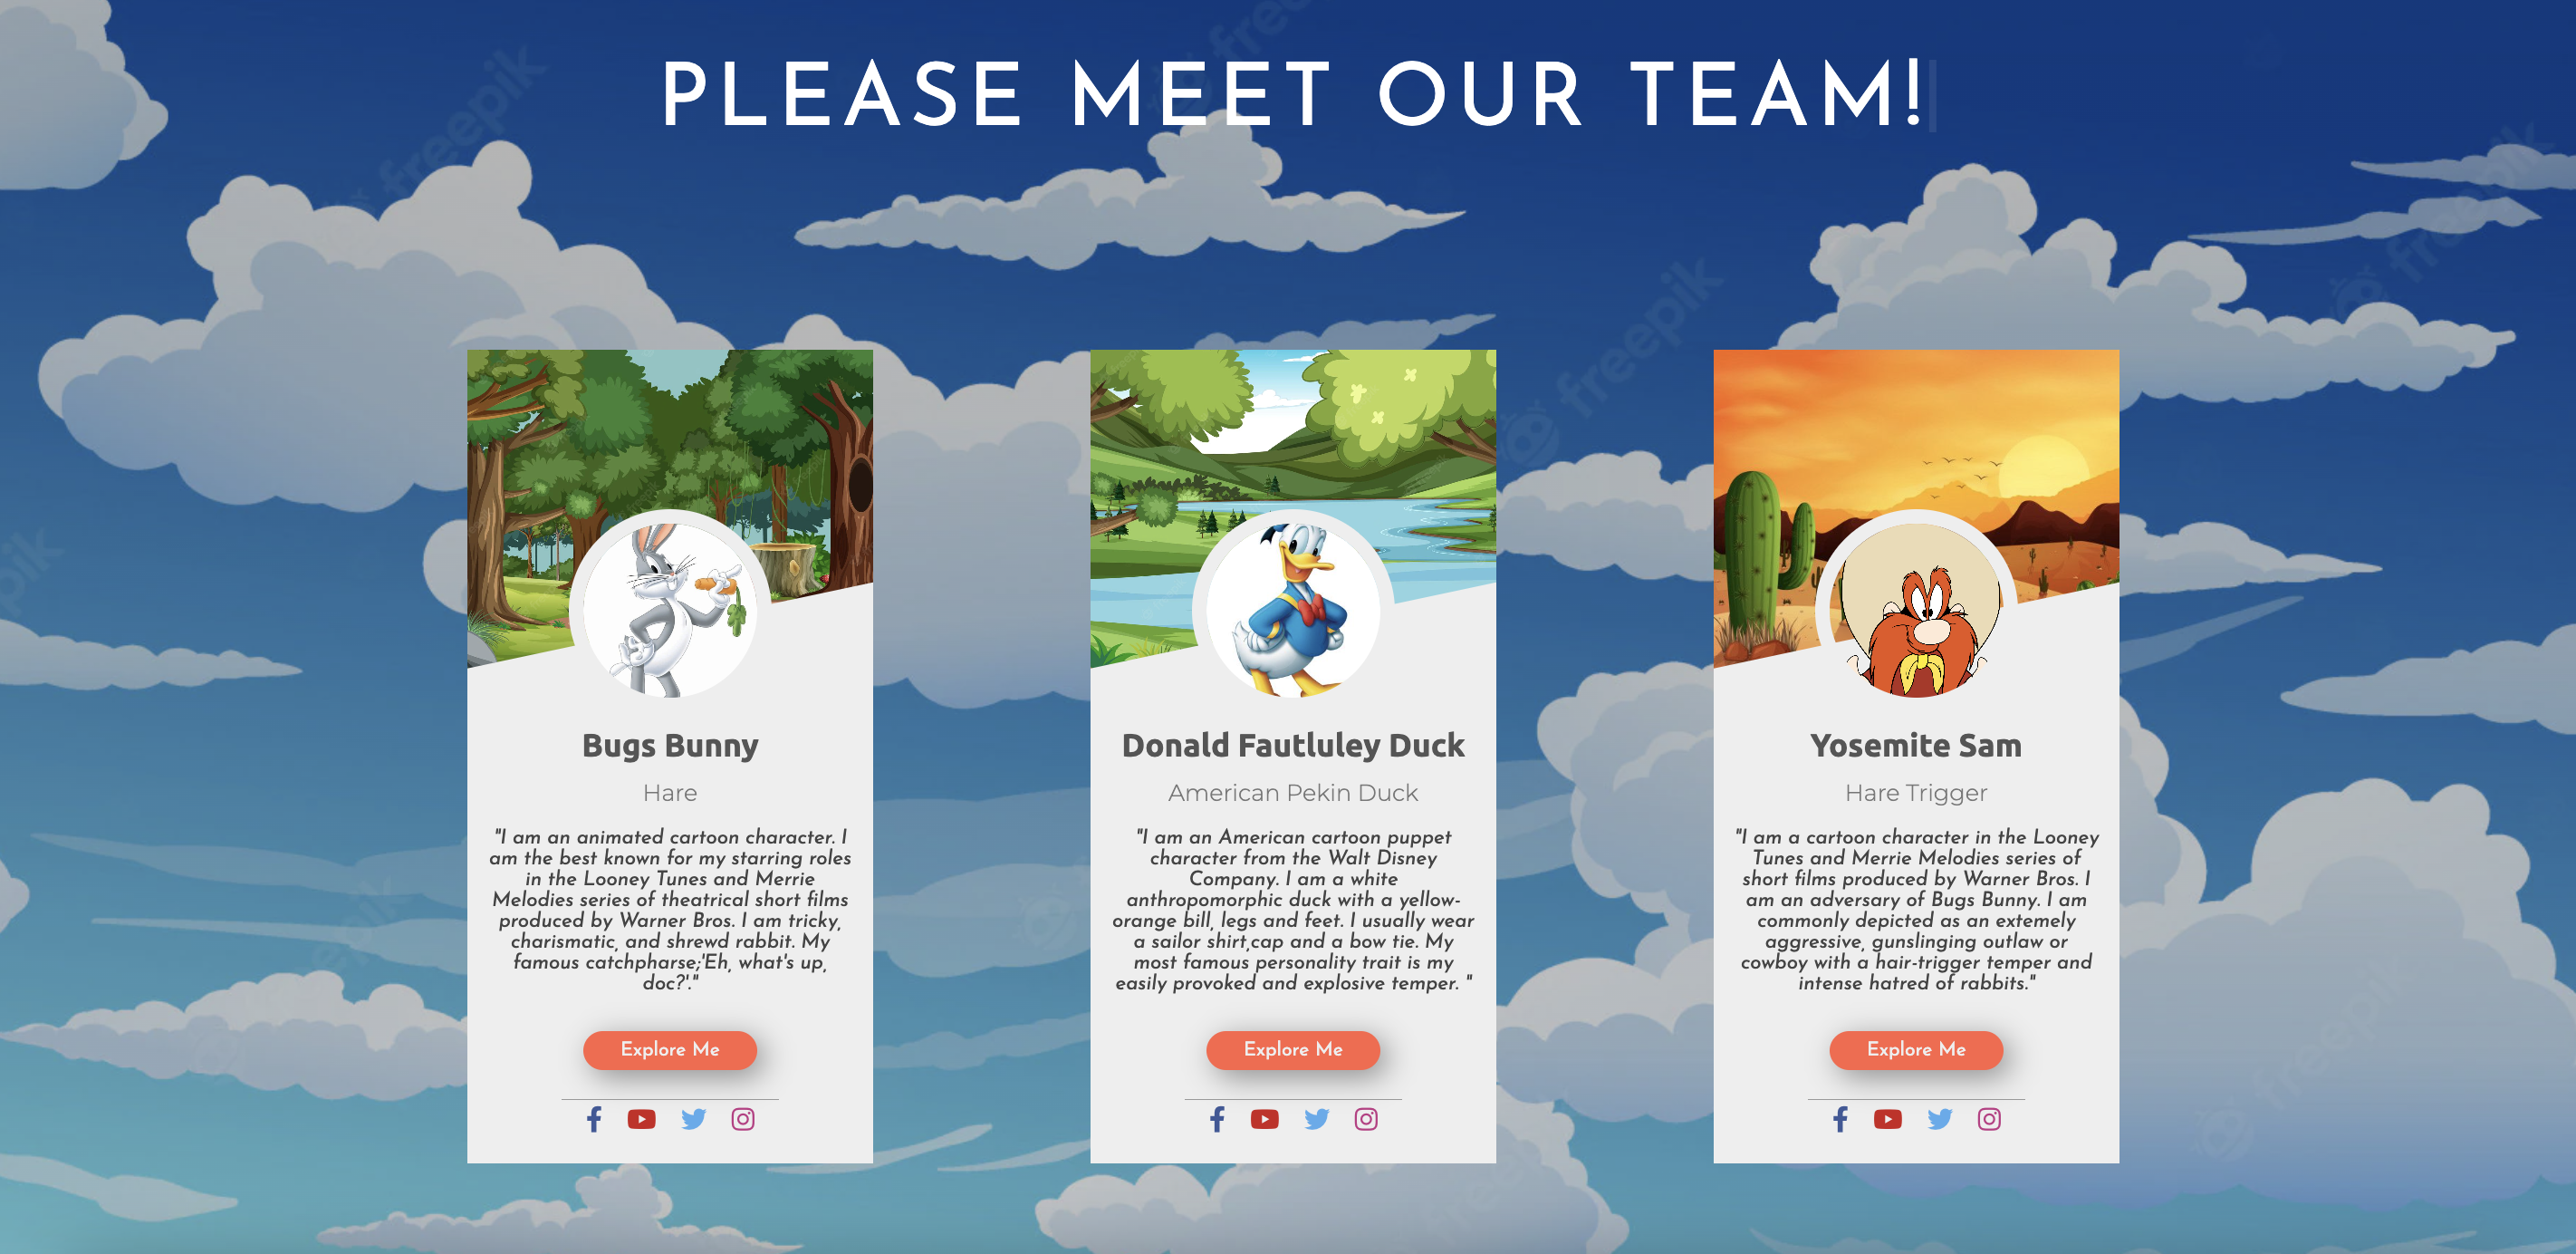 PLEASE MEET OUR TEAM!
freepik
freepik
freepik
freepik
Bugs Bunny
Hare
"I am an animated cartoon character. I
am the best known for my starring roles
in the Looney Tunes and Merrie
Melodies series of theatrical short films
produced by Warner Bros. I am tricky,
charismatic, and shrewd rabbit. My
famous catchpharse;'Eh, what's up,
doc?'."
Explore Me
Donald Fautluley Duck
American Pekin Duck
"I am an American cartoon puppet
character from the Walt Disney
Company. I am a white
anthropomorphic duck with a yellow-
orange bill, legs and feet. I usually wear
a sailor shirt,cap and a bow tie. My
most famous personality trait is my
easily provoked and explosive temper. "
Explore Me
Yosemite Sam
Hare Trigger
"I am a cartoon character in the Looney
Tunes and Merrie Melodies series of
short films produced by Warner Bros. I
am an adversary of Bugs Bunny. I am
commonly depicted as an extemely
aggressive, gunslinging outlaw or
cowboy with a hair-trigger temper and
intense hatred of rabbits."
Explore Me
freepik